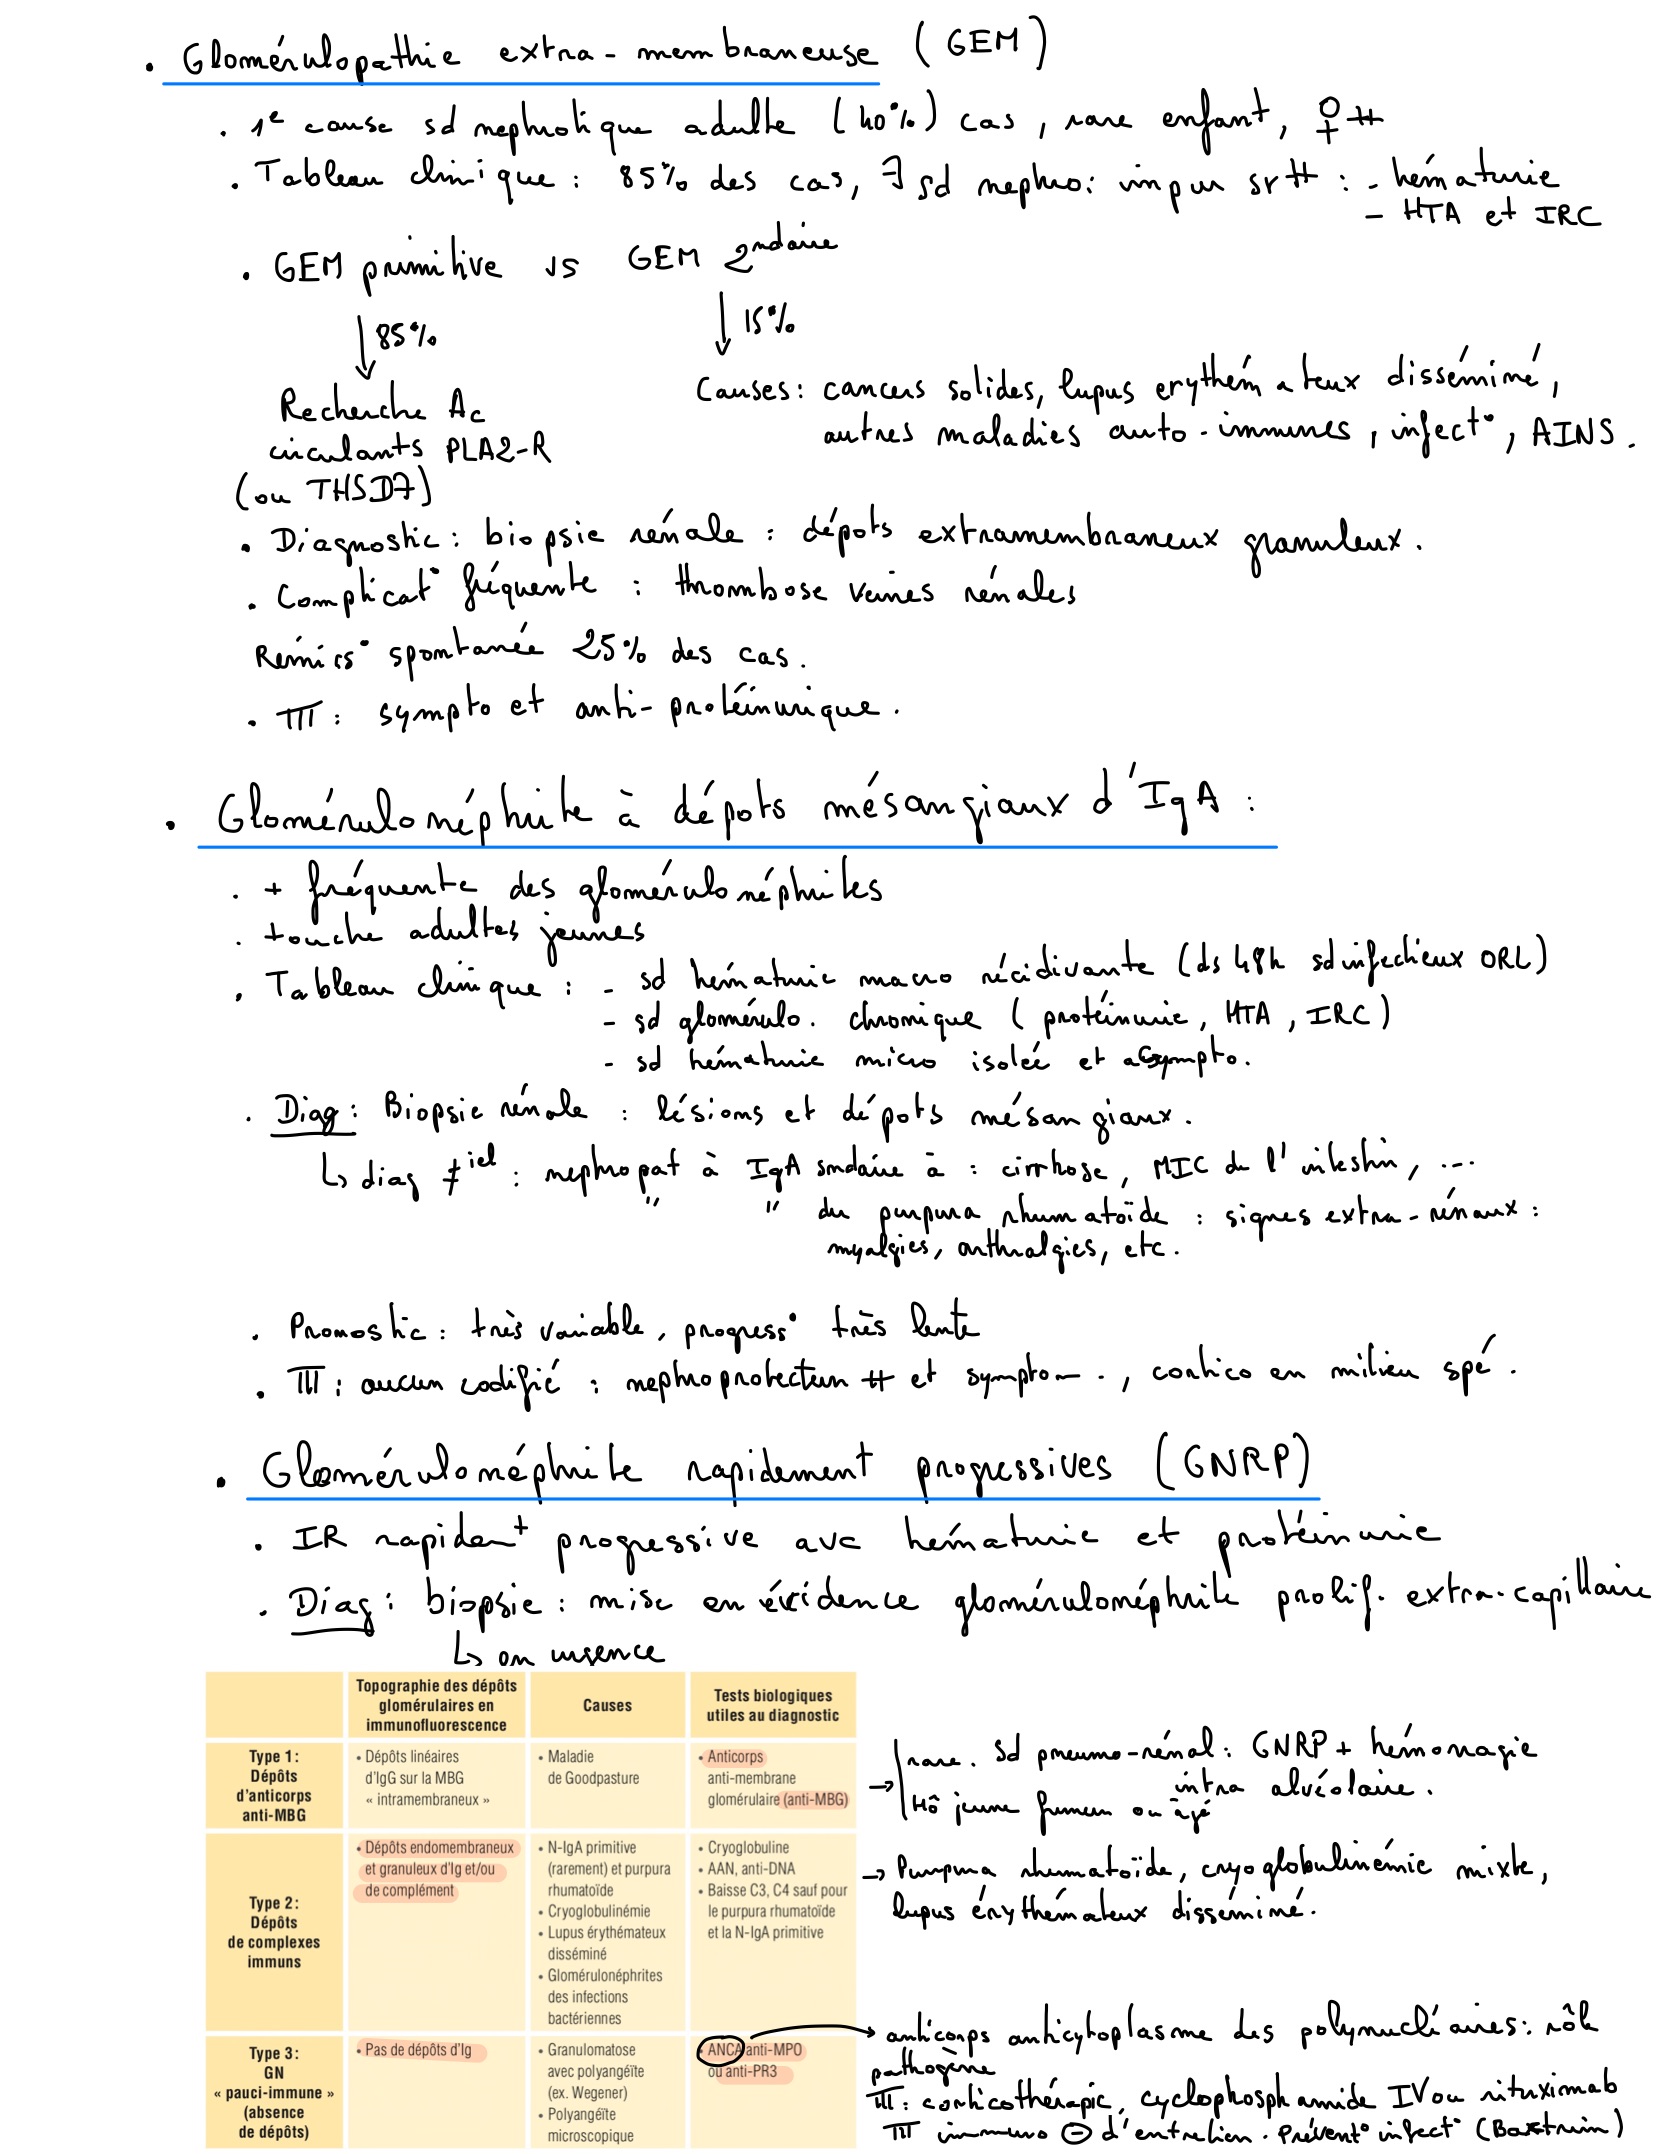 . Glomérulopathie extra-membraneuse (GEM)
. 1e cause sd nephrotique adulte (40%) cas, rare enfant, ♀ ++
. Tableau clinique : 85% des cas, ∃ sd nephro: impur srt++ : - hématurie
- HTA et IRC
. GEM primitive vs GEM 2ndaire
↓ 85%
↓ 15%
Recherche Ac
circulants PLA2-R
(ou THSD7)
Causes : cancers solides, lupus erythémateux disséminé,
autres maladies auto-immunes, infect°, AINS.
. Diagnostic : biopsie rénale : dépots extramembraneux granuleux.
. Complicat° fréquente : thrombose veines rénales
Remiss° spontanée 25% des cas.
. TTT : sympto et anti-protéinurique.
. Glomérulonéphrite à dépots mésangiaux d'IgA :
. + fréquente des glomérulonéphrites
. touche adultes jeunes
. Tableau clinique : - sd hématurie macro récidivante (ds 48h sd infectieux ORL)
- sd glomérulo. chronique (protéinurie, HTA, IRC)
- sd hématurie micro isolée et asympto.
. Diag : Biopsie rénale : lésions et dépots mésangiaux.
↳ diag ≠iel : nephropat à IgA sndaire à : cirrhose, MIC de l'intestin, ...
" " du purpura rhumatoïde : signes extra-rénaux :
myalgies, arthralgies, etc.
. Pronostic : très variable, progress° très lente
. TTT : aucun codifié : nephroprotecteur ++ et symptom., cortico en milieu spé.
. Glomérulonéphrite rapidement progressives (GNRP)
. IR rapidemt progressive avc hématurie et protéinurie
. Diag : biopsie : mise en évidence glomérulonéphrite prolif. extra-capillaire
↳ en urgence
Topographie des dépôts
glomérulaires en
immunofluorescence
Causes
Tests biologiques
utiles au diagnostic
Type 1 :
Dépôts
d'anticorps
anti-MBG
• Dépôts linéaires
d'IgG sur la MBG
« intramembraneux »
• Maladie
de Goodpasture
• Anticorps
anti-membrane
glomérulaire (anti-MBG)
→ rare. Sd pneumo-rénal : GNRP + hémorragie
intra alvéolaire.
Hô jeune fumeur ou âgé
Type 2 :
Dépôts
de complexes
immuns
• Dépôts endomembraneux
et granuleux d'Ig et/ou
de complément
• N-IgA primitive
(rarement) et purpura
rhumatoïde
• Cryoglobulinémie
• Lupus érythémateux
disséminé
• Glomérulonéphrites
des infections
bactériennes
• Cryoglobuline
• AAN, anti-DNA
• Baisse C3, C4 sauf pour
le purpura rhumatoïde
et la N-IgA primitive
→ Purpura rhumatoïde, cryoglobulinémie mixte,
lupus érythémateux disséminé.
Type 3 :
GN
« pauci-immune »
(absence
de dépôts)
• Pas de dépôts d'Ig
• Granulomatose
avec polyangéïte
(ex. Wegener)
• Polyangéïte
microscopique
• ANCA anti-MPO
ou anti-PR3
→ anticorps anticytoplasme des polynucléaires : rôle
pathogène
TTT : corticothérapie, cyclophosphamide IV ou rituximab
TTT immuno ⊖ d'entretien. Prévent° infect° (Bactrim)